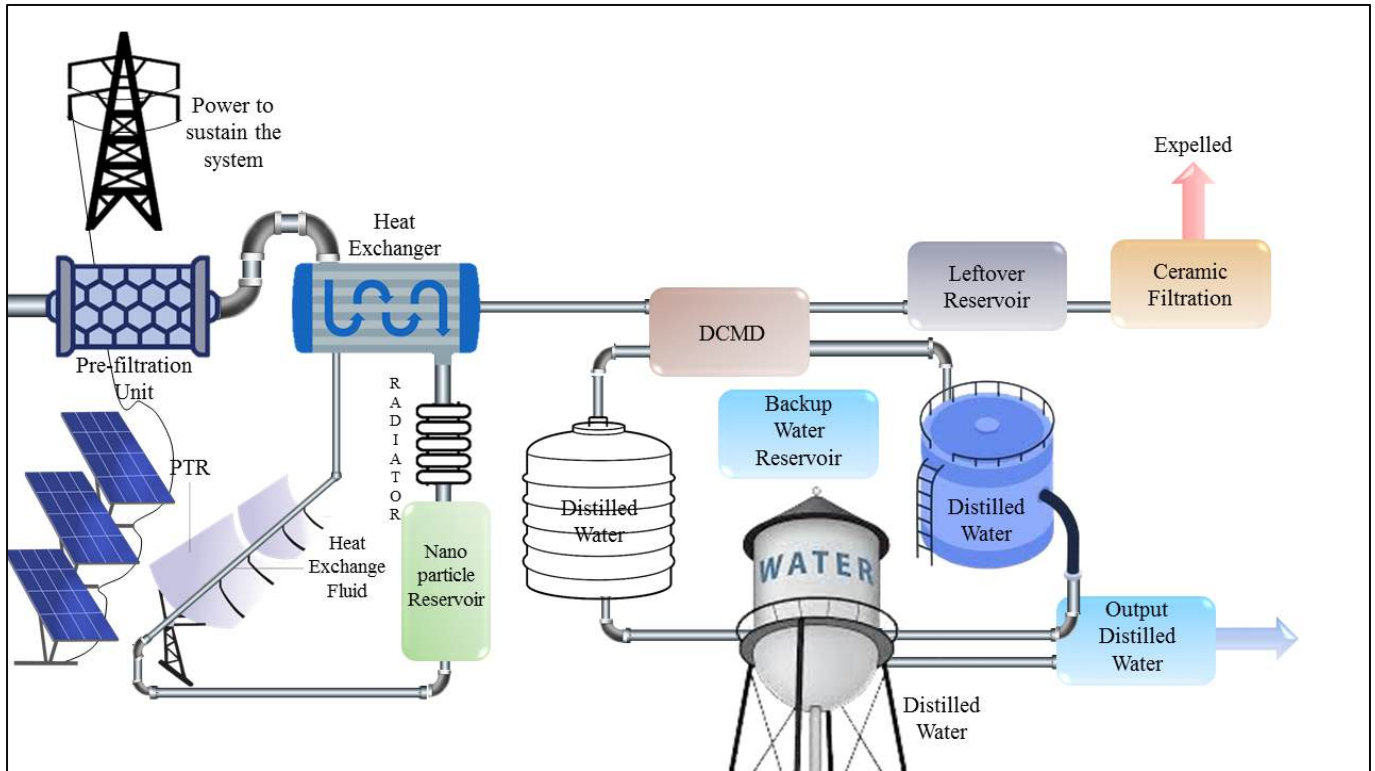 Power to
sustain the
system
Expelled
Heat
Exchanger
Leftover
Reservoir
Ceramic
Filtration
DCMD
Pre-filtration
Unit
RADIATOR
Backup
Water
Reservoir
PTR
Distilled
Water
Distilled
Water
Heat
Exchange
Fluid
Nano
particle
Reservoir
WATER
Output
Distilled
Water
Distilled
Water